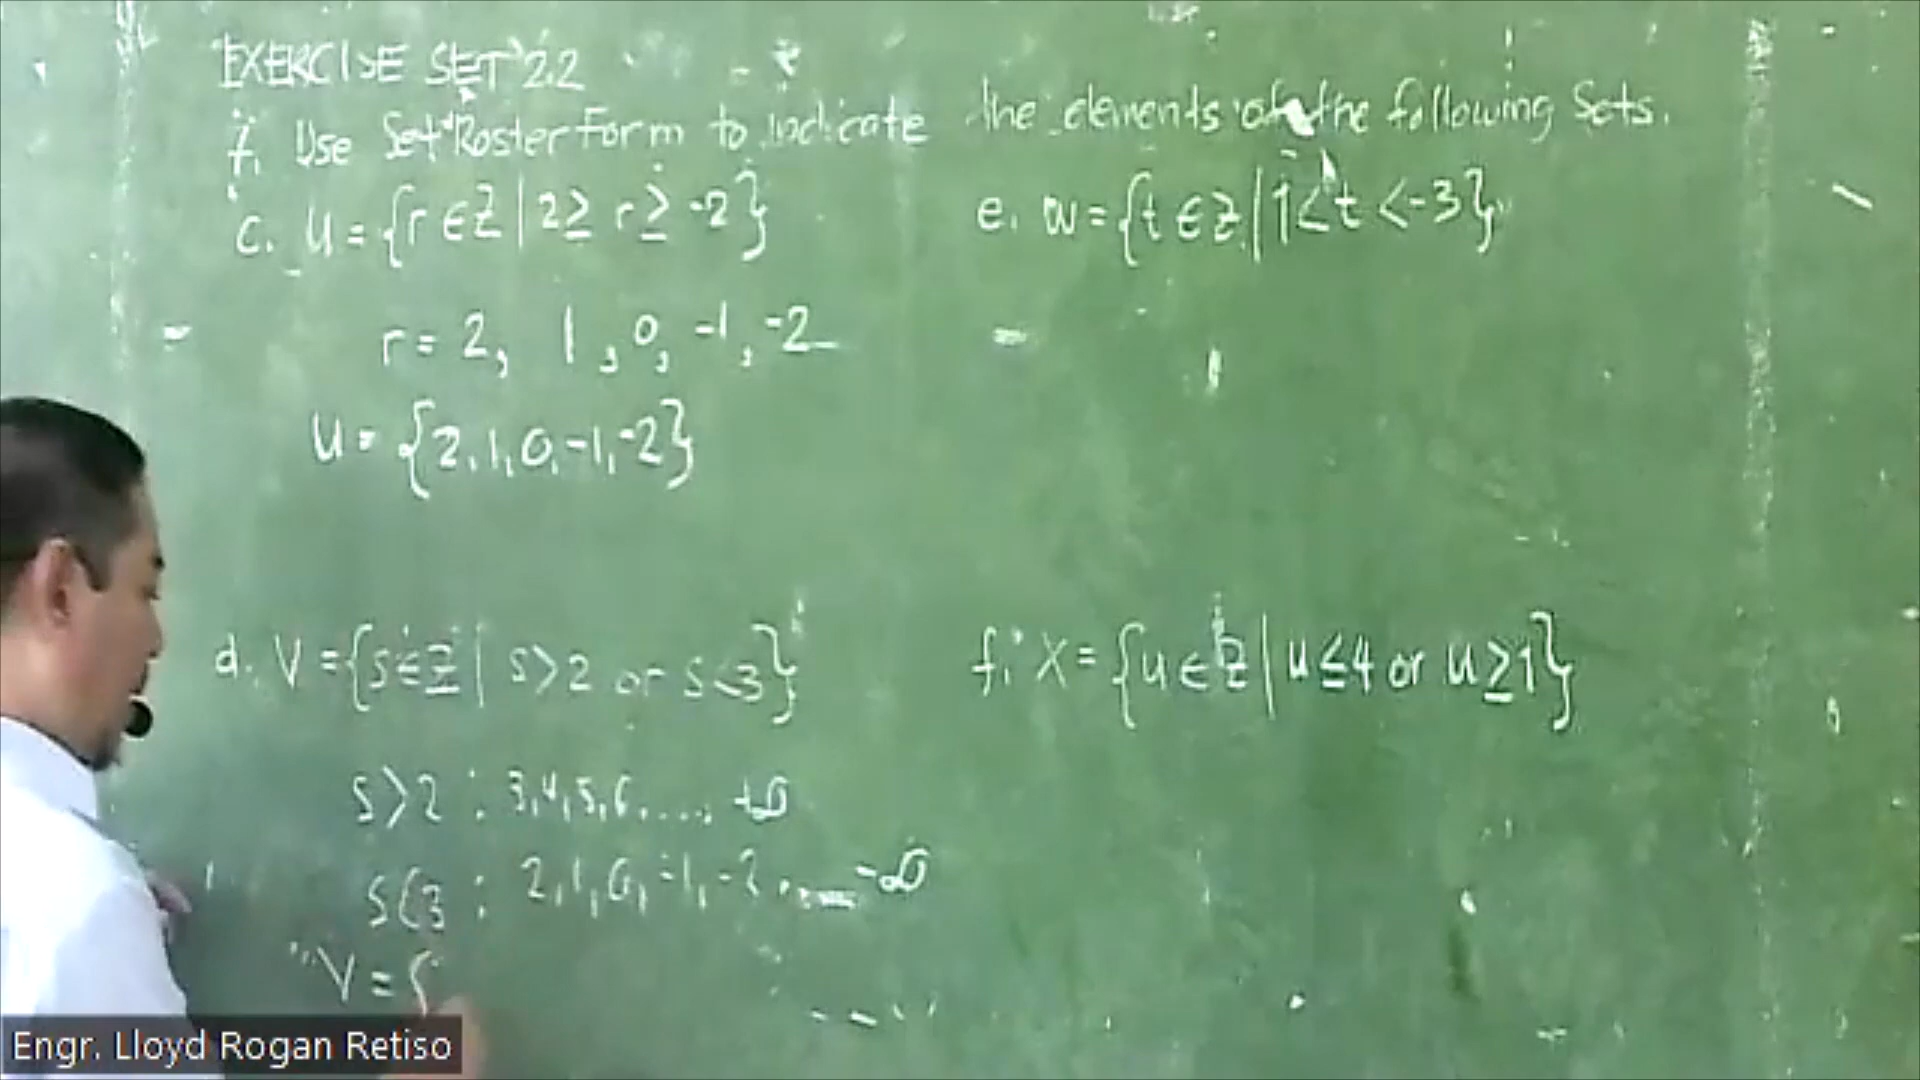 EXERCISE SET 2.2
7. Use Set Roster Form to indicate the elements of the following Sets.
c. U = {r ∈ Z | 2 ≥ r ≥ -2}
r = 2, 1, 0, -1, -2
U = {2, 1, 0, -1, -2}
d. V = {s ∈ Z | s > 2 or s < 3}
s > 2 : 3, 4, 5, 6, ..., +∞
s < 3 : 2, 1, 0, -1, -2, ... -∞
V = {
e. W = {t ∈ Z | 1 < t < -3}
f. X = {u ∈ Z | u ≤ 4 or u ≥ 1}
Engr. Lloyd Rogan Retiso